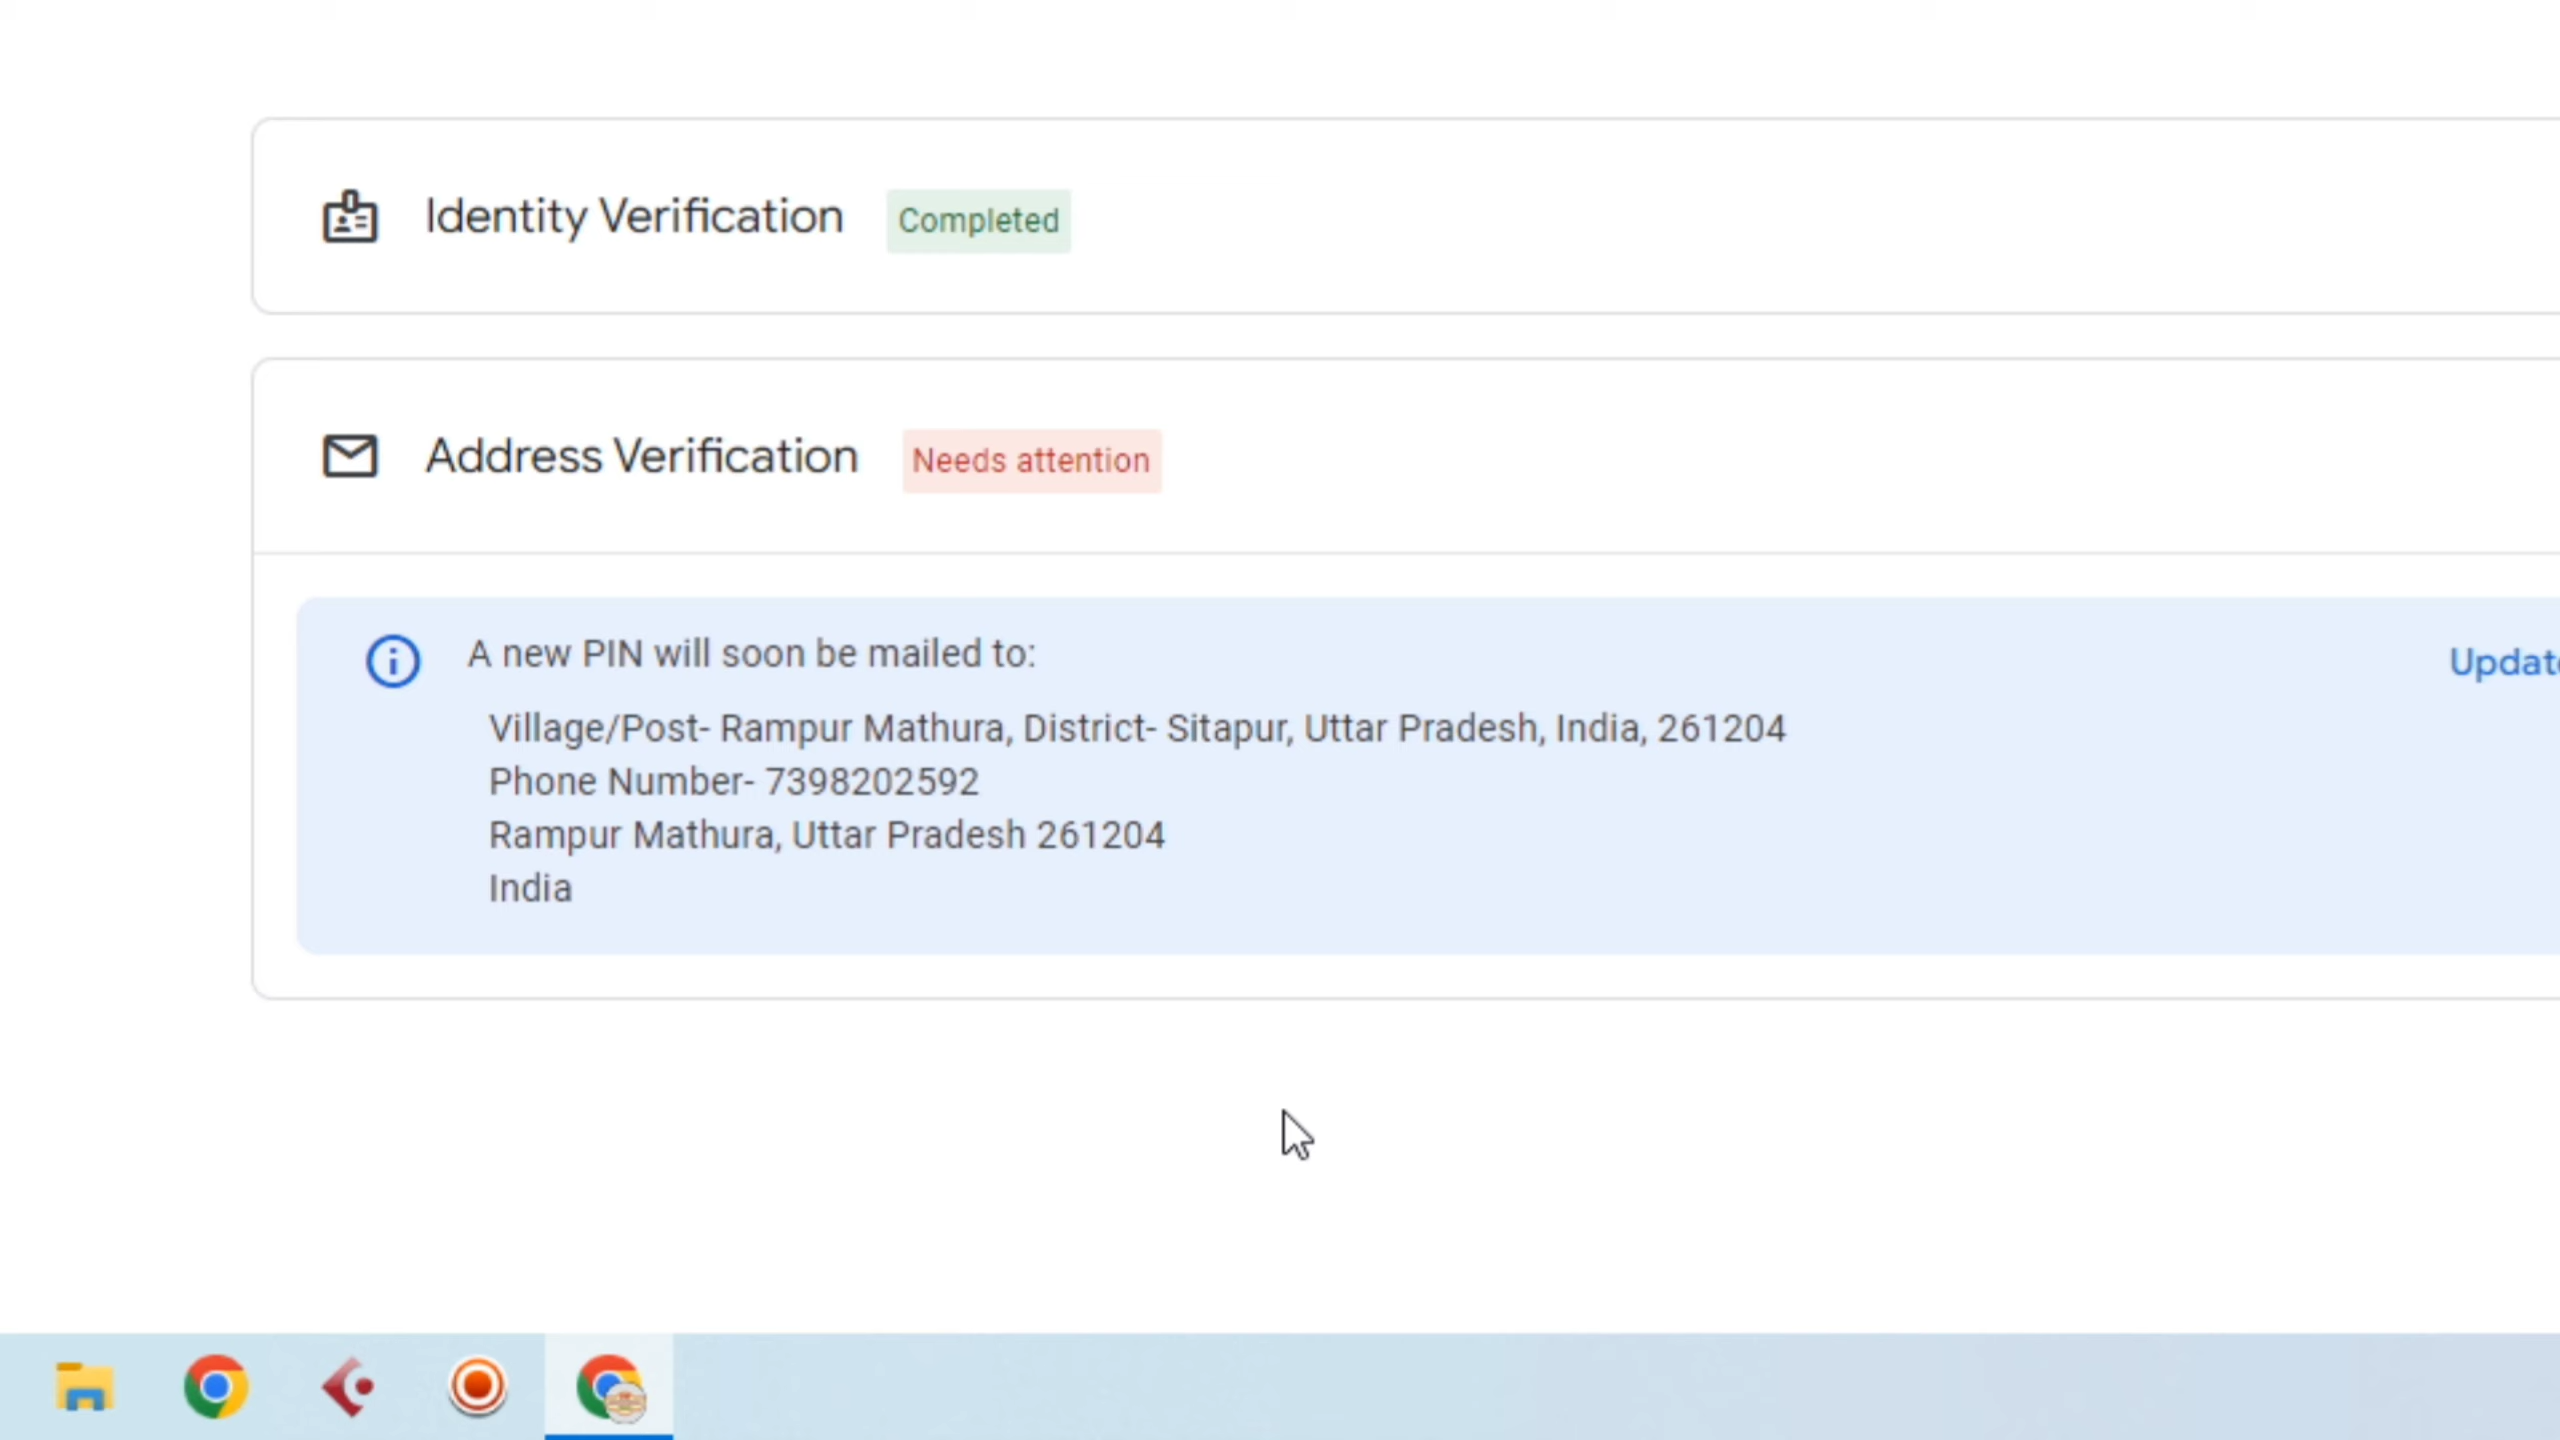 Identity Verification Completed
Address Verification Needs attention
A new PIN will soon be mailed to:
Village/Post- Rampur Mathura, District- Sitapur, Uttar Pradesh, India, 261204
Phone Number- 7398202592
Rampur Mathura, Uttar Pradesh 261204
India